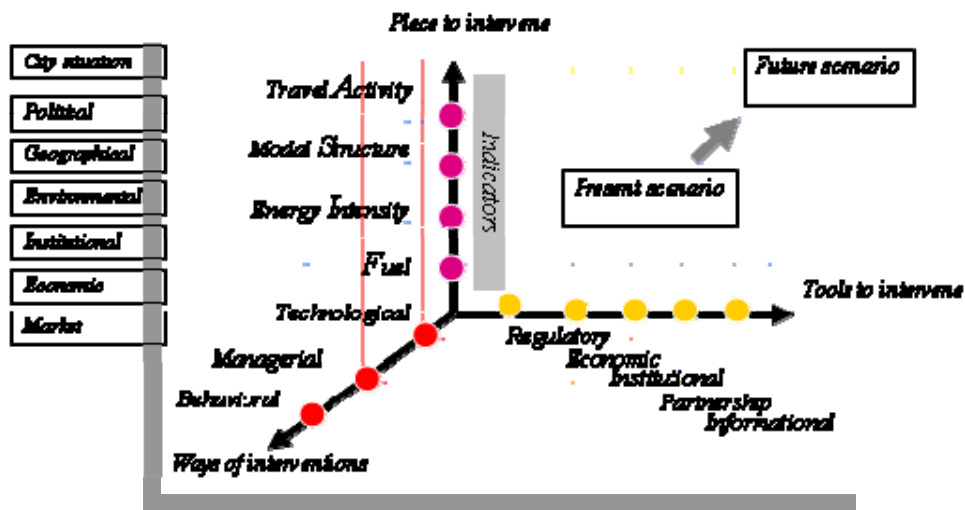 Place to intervene
City situation
Political
Geographical
Environmental
Institutional
Economic
Market
Travel Activity
Modal Structure
Energy Intensity
Fuel
Indicators
Future scenario
Present scenario
Tools to intervene
Technological
Managerial
Behavioral
Ways of interventions
Regulatory
Economic
Institutional
Partnership
Informational